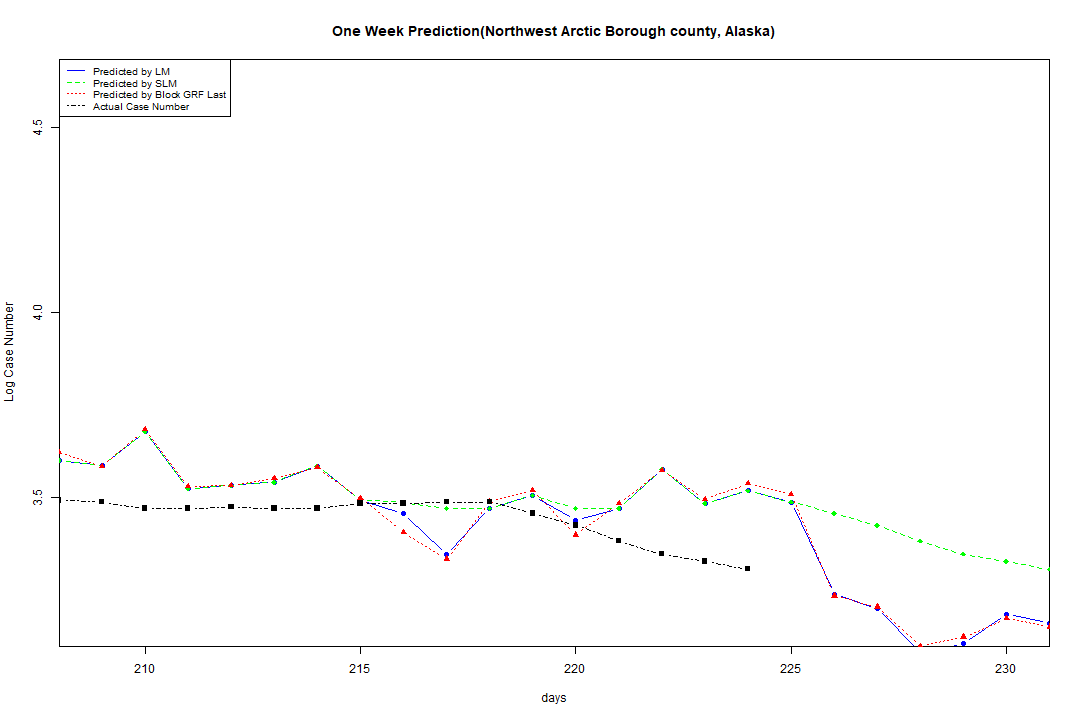 One Week Prediction(Northwest Arctic Borough county, Alaska)
Predicted by LM
Predicted by SLM
Predicted by Block GRF Last
Actual Case Number
4.5
4.0
3.5
Log Case Number
210 215 220 225 230
days